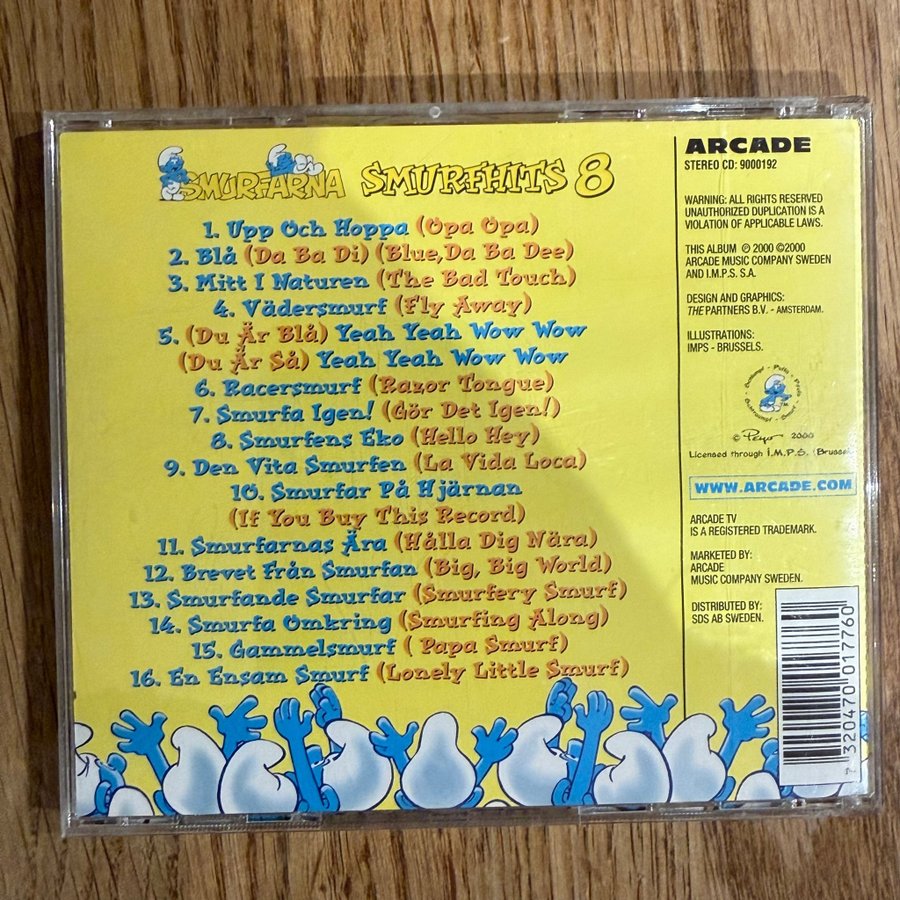 SMURFARNA SMURFHITS 8
1. Upp Och Hoppa (Opa Opa)
2. Blå (Da Ba Di) (Blue, Da Ba Dee)
3. Mitt I Naturen (The Bad Touch)
4. Vädersmurf (Fly Away)
5. (Du Är Blå) Yeah Yeah Wow Wow
(Du Är Så) Yeah Yeah Wow Wow
6. Racersmurf (Razor Tongue)
7. Smurfa Igen! (Gör Det Igen!)
8. Smurfens Eko (Hello Hey)
9. Den Vita Smurfen (La Vida Loca)
10. Smurfar På Hjärnan
(If You Buy This Record)
11. Smurfarnas Ära (Hålla Dig Nära)
12. Brevet Från Smurfan (Big, Big World)
13. Smurfande Smurfar (Smurfery Smurf)
14. Smurfa Omkring (Smurfing Along)
15. Gammelsmurf ( Papa Smurf)
16. En Ensam Smurf (Lonely Little Smurf)
ARCADE
STEREO CD: 9000192
WARNING: ALL RIGHTS RESERVED
UNAUTHORIZED DUPLICATION IS A
VIOLATION OF APPLICABLE LAWS.
THIS ALBUM ℗ 2000 ©2000
ARCADE MUSIC COMPANY SWEDEN
AND I.M.P.S. S.A.
DESIGN AND GRAPHICS:
THE PARTNERS B.V. - AMSTERDAM.
ILLUSTRATIONS:
IMPS - BRUSSELS.
© Peyo 2000
Licensed through I.M.P.S. (Brussel
WWW.ARCADE.COM
ARCADE TV
IS A REGISTERED TRADEMARK.
MARKETED BY:
ARCADE
MUSIC COMPANY SWEDEN.
DISTRIBUTED BY:
SDS AB SWEDEN.
7 320470 017760